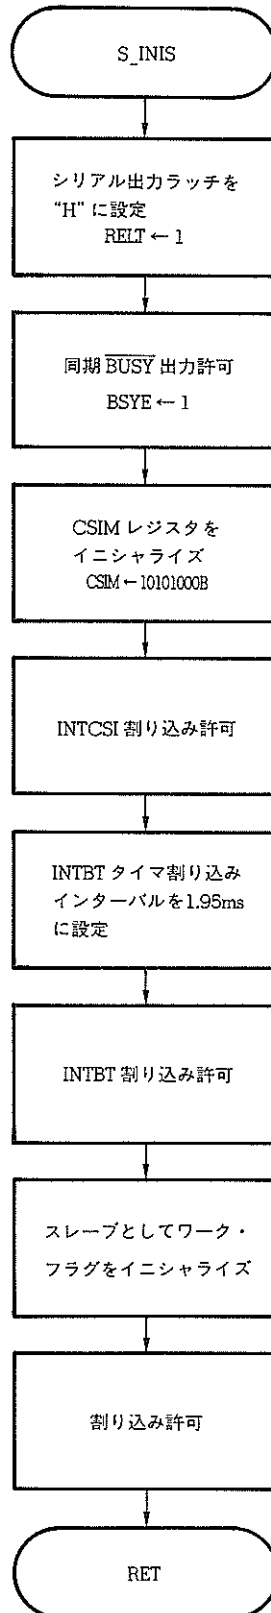 S_INIS
シリアル出力ラッチを
“H” に設定
RELT ← 1
同期 BUSY 出力許可
BSYE ← 1
CSIM レジスタを
イニシャライズ
CSIM ← 10101000B
INTCSI 割り込み許可
INTBT タイマ割り込み
インターバルを1.95ms
に設定
INTBT 割り込み許可
スレーブとしてワーク・
フラグをイニシャライズ
割り込み許可
RET